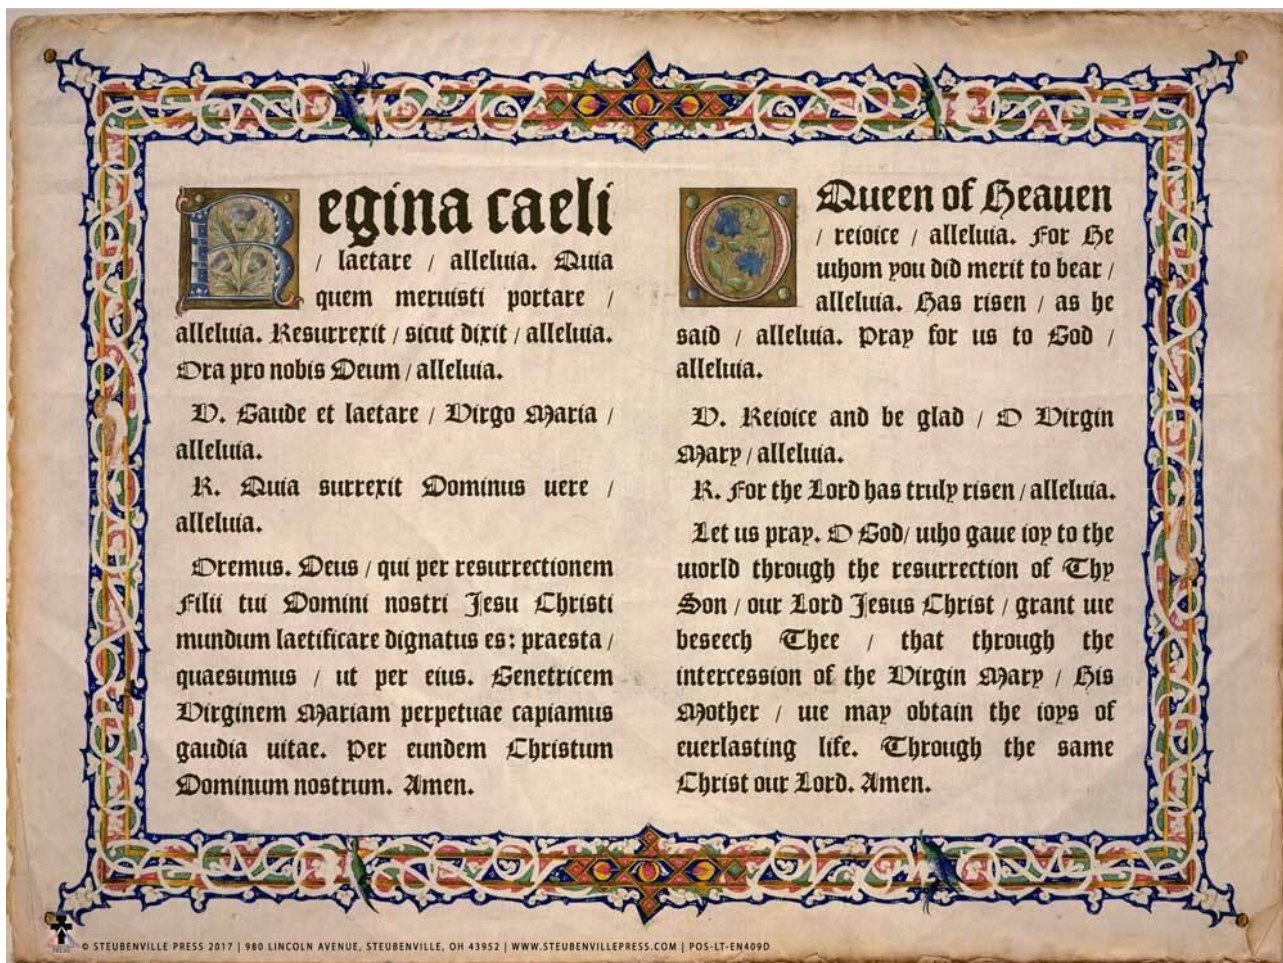 Regina caeli
/ laetare / alleluia. Quia
quem meruisti portare /
alleluia. Resurrexit / sicut dixit / alleluia.
Ora pro nobis Deum / alleluia.
V. Gaude et laetare / Virgo Maria /
alleluia.
R. Quia surrexit Dominus uere /
alleluia.
Oremus. Deus / qui per resurrectionem
Filii tui Domini nostri Jesu Christi
mundum laetificare dignatus es: praesta /
quaesumus / ut per eius. Genetricem
Virginem Mariam perpetuae capiamus
gaudia uitae. Per eundem Christum
Dominum nostrum. Amen.
O Queen of Heauen
/ reioice / alleluia. For He
whom you did merit to bear /
alleluia. Has risen / as he
said / alleluia. Pray for us to God /
alleluia.
V. Reioice and be glad / O Virgin
Mary / alleluia.
R. For the Lord has truly risen / alleluia.
Let us pray. O God/ who gaue ioy to the
world through the resurrection of Thy
Son / our Lord Jesus Christ / grant we
beseech Thee / that through the
intercession of the Virgin Mary / His
Mother / we may obtain the ioys of
euerlasting life. Through the same
Christ our Lord. Amen.
© STEUBENVILLE PRESS 2017 | 980 LINCOLN AVENUE, STEUBENVILLE, OH 43952 | WWW.STEUBENVILLEPRESS.COM | POS-LT-EN409D